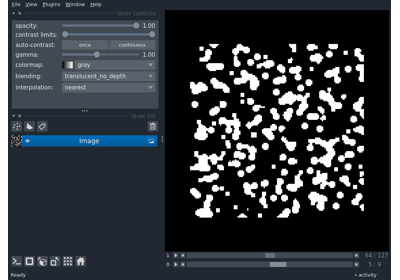 File View Plugins Window Help
layer controls
opacity: 1.00
contrast limits:
auto-contrast: once continuous
gamma: 1.00
colormap: gray
blending: translucent_no_depth
interpolation: nearest
layer list
Image
1 64 127
0 5 9
Ready activity